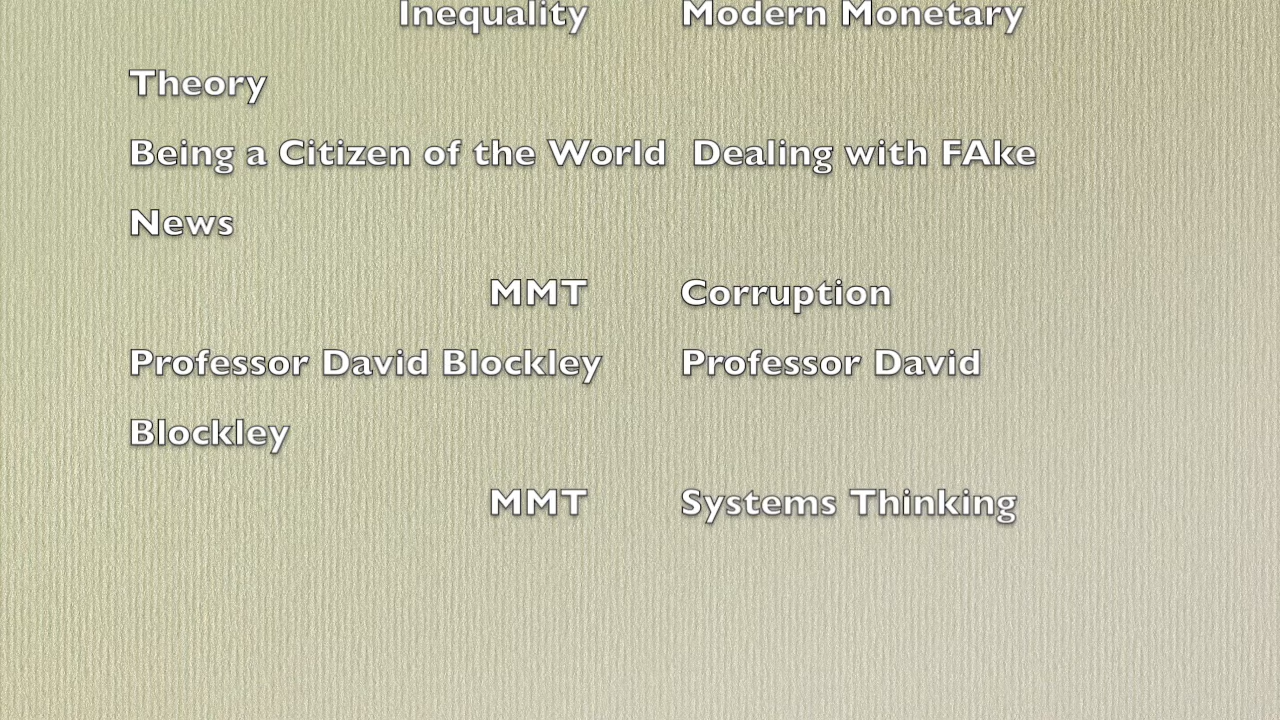 Inequality Modern Monetary
Theory
Being a Citizen of the World Dealing with FAke
News
MMT Corruption
Professor David Blockley Professor David
Blockley
MMT Systems Thinking